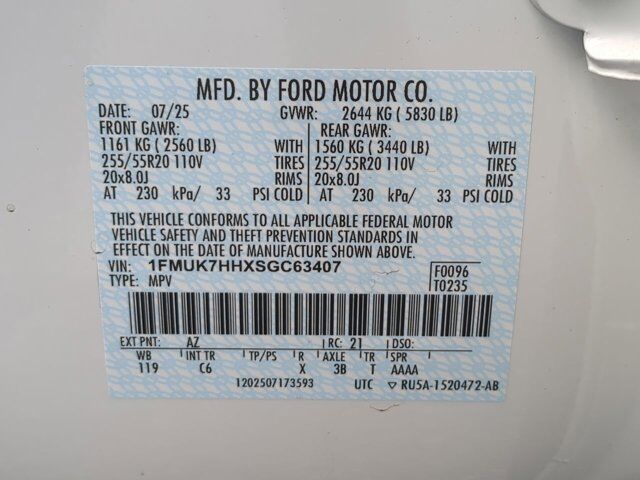 MFD. BY FORD MOTOR CO.
DATE: 07/25 GVWR: 2644 KG ( 5830 LB)
FRONT GAWR: REAR GAWR:
1161 KG ( 2560 LB) WITH 1560 KG ( 3440 LB) WITH
255/55R20 110V TIRES 255/55R20 110V TIRES
20x8.0J RIMS 20x8.0J RIMS
AT 230 kPa/ 33 PSI COLD AT 230 kPa/ 33 PSI COLD
THIS VEHICLE CONFORMS TO ALL APPLICABLE FEDERAL MOTOR
VEHICLE SAFETY AND THEFT PREVENTION STANDARDS IN
EFFECT ON THE DATE OF MANUFACTURE SHOWN ABOVE.
VIN: 1FMUK7HHXSGC63407 F0096
TYPE: MPV T0235
EXT PNT: AZ RC: 21 DSO:
WB INT TR TP/PS R AXLE TR SPR
119 C6 X 3B T AAAA
1202507173593 UTC ▽ RU5A-1520472-AB